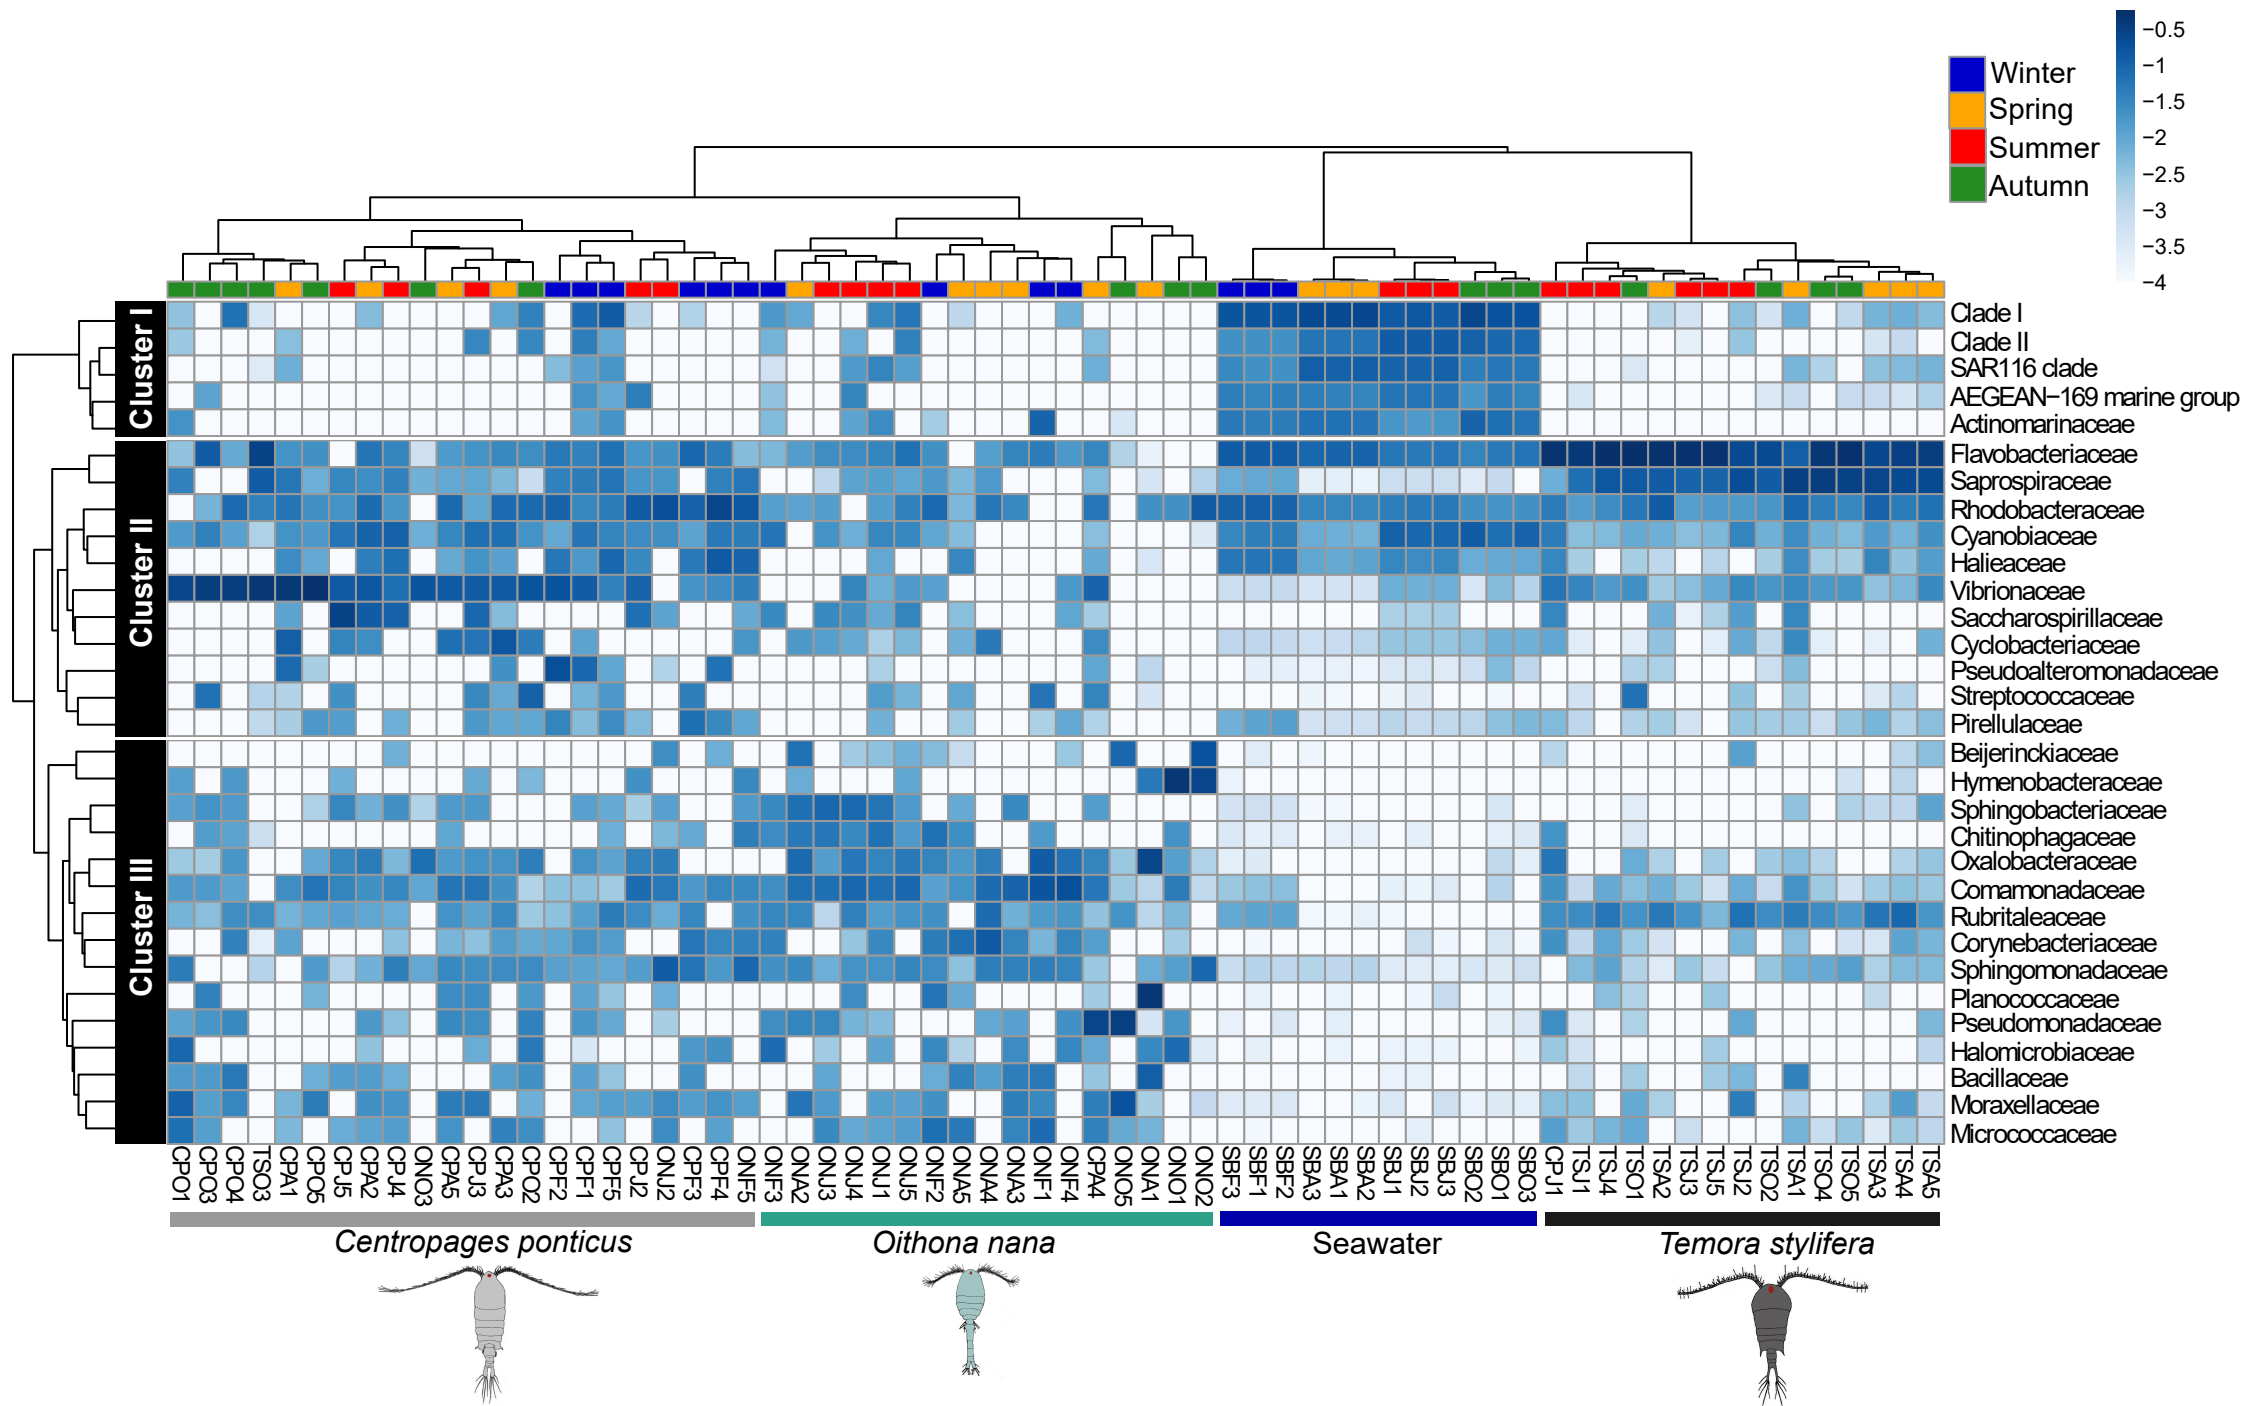 −0.5
−1
−1.5
−2
−2.5
−3
−3.5
−4
Winter
Spring
Summer
Autumn
Cluster I
Cluster II
Cluster III
Clade I
Clade II
SAR116 clade
AEGEAN−169 marine group
Actinomarinaceae
Flavobacteriaceae
Saprospiraceae
Rhodobacteraceae
Cyanobiaceae
Halieaceae
Vibrionaceae
Saccharospirillaceae
Cyclobacteriaceae
Pseudoalteromonadaceae
Streptococcaceae
Pirellulaceae
Beijerinckiaceae
Hymenobacteraceae
Sphingobacteriaceae
Chitinophagaceae
Oxalobacteraceae
Comamonadaceae
Rubritaleaceae
Corynebacteriaceae
Sphingomonadaceae
Planococcaceae
Pseudomonadaceae
Halomicrobiaceae
Bacillaceae
Moraxellaceae
Micrococcaceae
CPO1
CPO3
CPO4
TSO3
CPA1
CPO5
CPJ5
CPA2
CPJ4
ONO3
CPA5
CPJ3
CPA3
CPO2
CPF2
CPF1
CPF5
CPJ2
ONJ2
CPF3
CPF4
ONF5
ONF3
ONA2
ONJ3
ONJ4
ONJ1
ONJ5
ONF2
ONA5
ONA4
ONA3
ONF1
ONF4
CPA4
ONO5
ONA1
ONO1
ONO2
SBF3
SBF1
SBF2
SBA3
SBA1
SBA2
SBJ1
SBJ2
SBJ3
SBO2
SBO1
SBO3
CPJ1
TSJ1
TSJ4
TSO1
TSA2
TSJ3
TSJ5
TSJ2
TSO2
TSA1
TSO4
TSO5
TSA3
TSA4
TSA5
Centropages ponticus
Oithona nana
Seawater
Temora stylifera